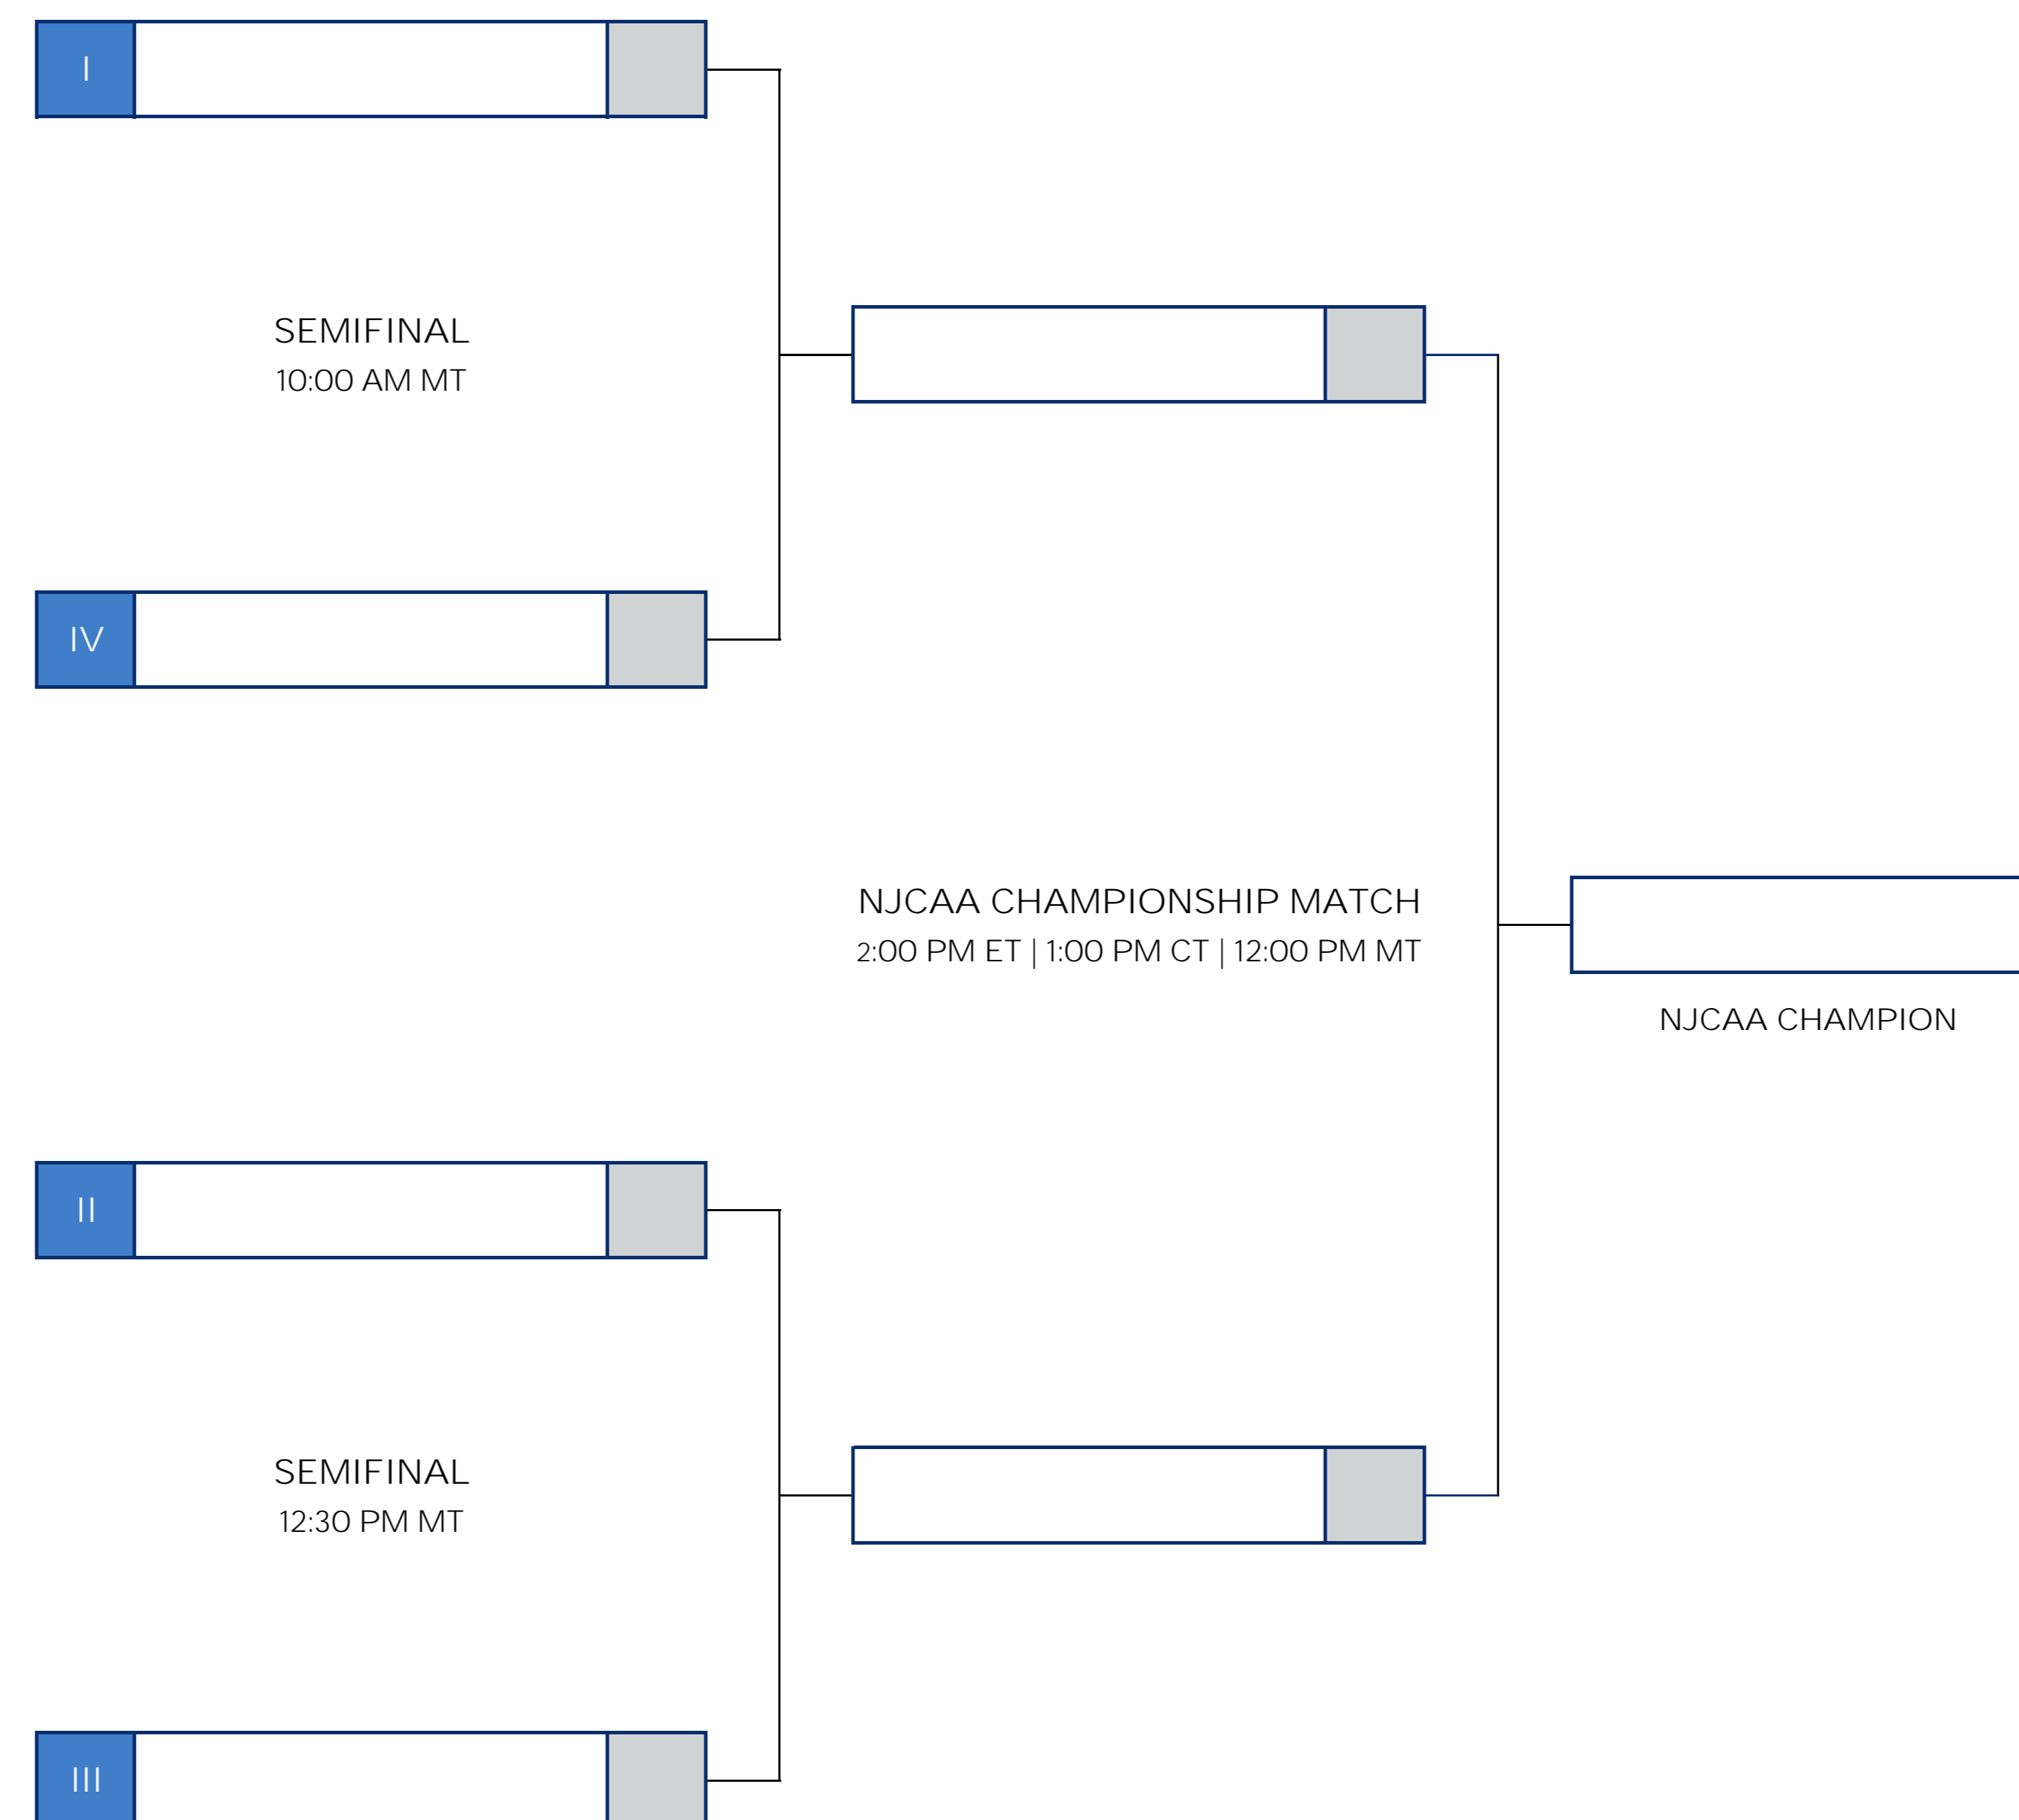 I
SEMIFINAL
10:00 AM MT
IV
NJCAA CHAMPIONSHIP MATCH
2:00 PM ET | 1:00 PM CT | 12:00 PM MT
NJCAA CHAMPION
II
SEMIFINAL
12:30 PM MT
III